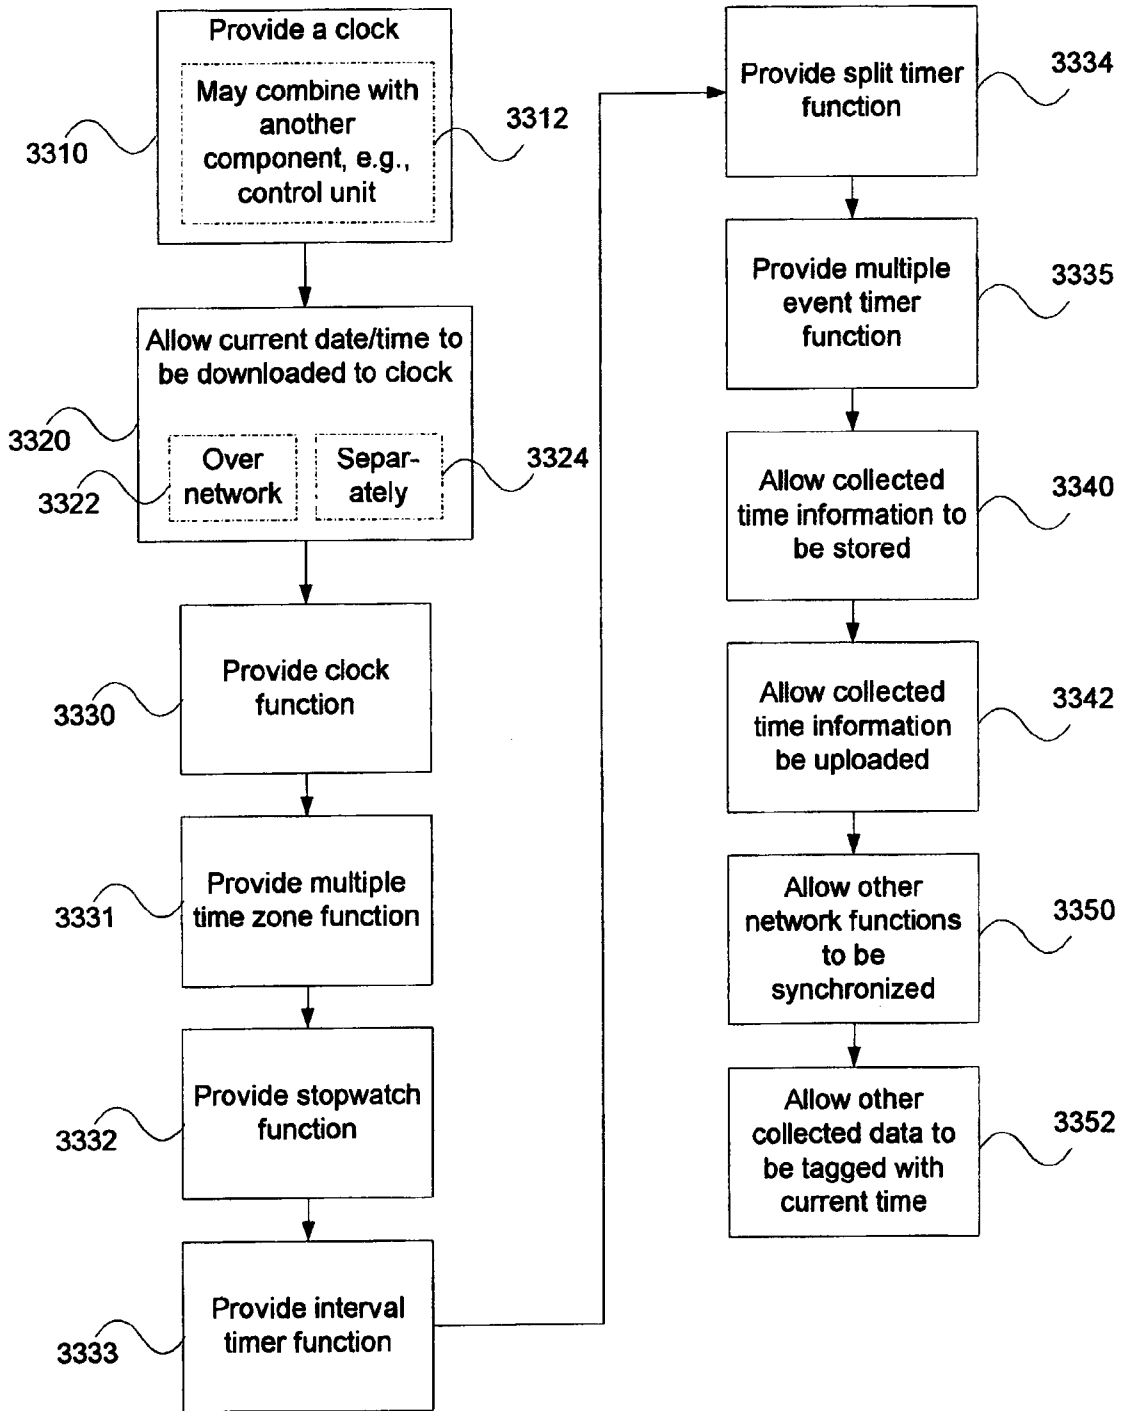 Provide a clock
May combine with
another
component, e.g.,
control unit
3310
3312
Allow current date/time to
be downloaded to clock
3320
Over
network
3322
Separ-
ately
3324
Provide clock
function
3330
Provide multiple
time zone function
3331
Provide stopwatch
function
3332
Provide interval
timer function
3333
Provide split timer
function
3334
Provide multiple
event timer
function
3335
Allow collected
time information to
be stored
3340
Allow collected
time information
be uploaded
3342
Allow other
network functions
to be
synchronized
3350
Allow other
collected data to
be tagged with
current time
3352